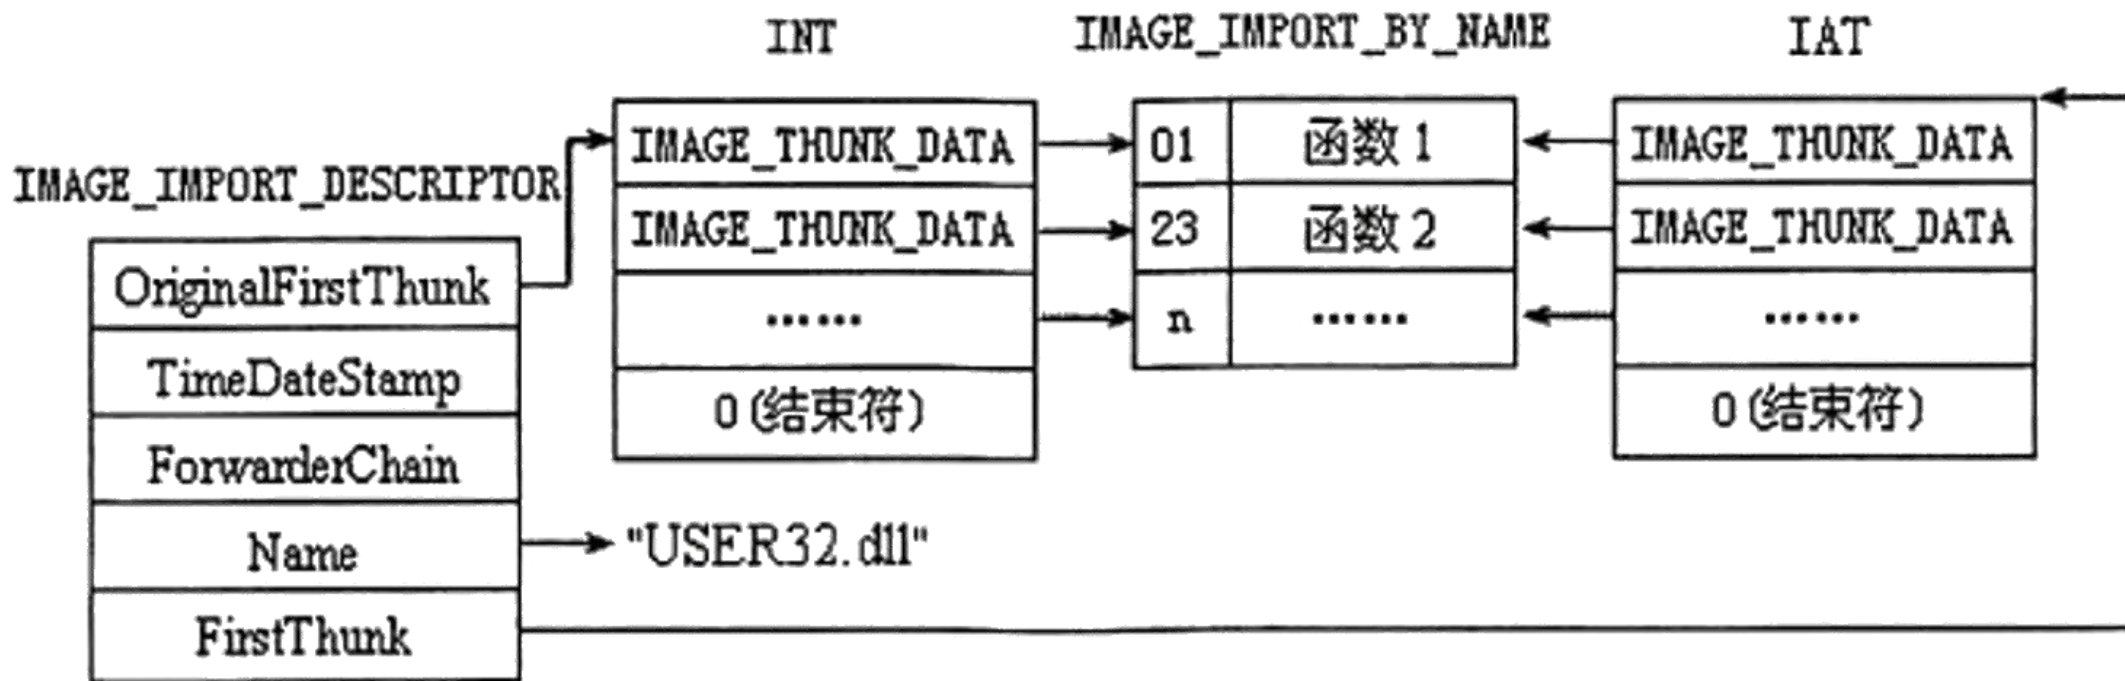 INT
IMAGE_IMPORT_BY_NAME
IAT
IMAGE_IMPORT_DESCRIPTOR
OriginalFirstThunk
TimeDateStamp
ForwarderChain
Name
FirstThunk
IMAGE_THUNK_DATA
IMAGE_THUNK_DATA
……
0(结束符)
"USER32.dll"
01 函数1
23 函数2
n ……
IMAGE_THUNK_DATA
IMAGE_THUNK_DATA
……
0(结束符)